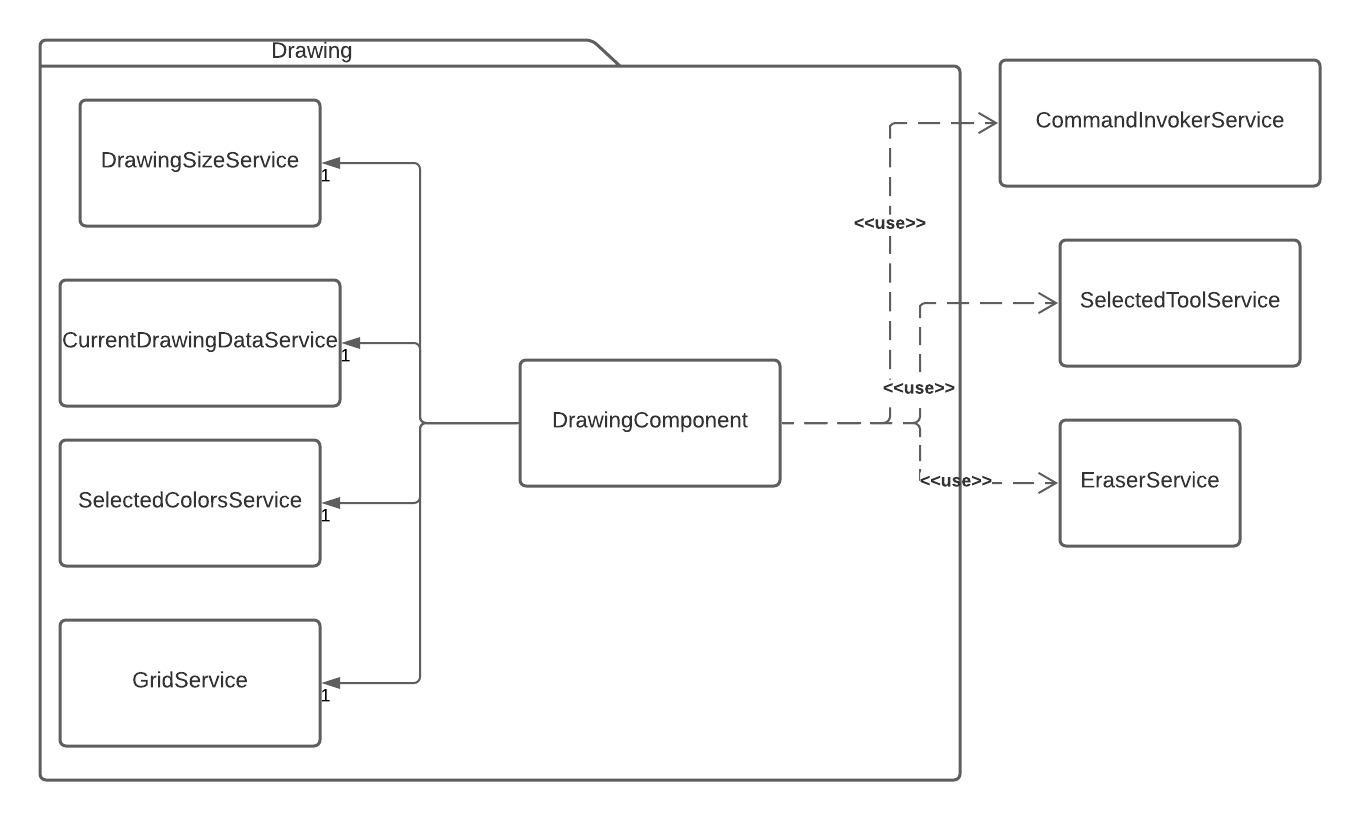 Drawing
CommandInvokerService
DrawingSizeService
1
<<use>>
SelectedToolService
CurrentDrawingDataService
1
<<use>>
DrawingComponent
<<use>>
EraserService
SelectedColorsService
1
GridService
1